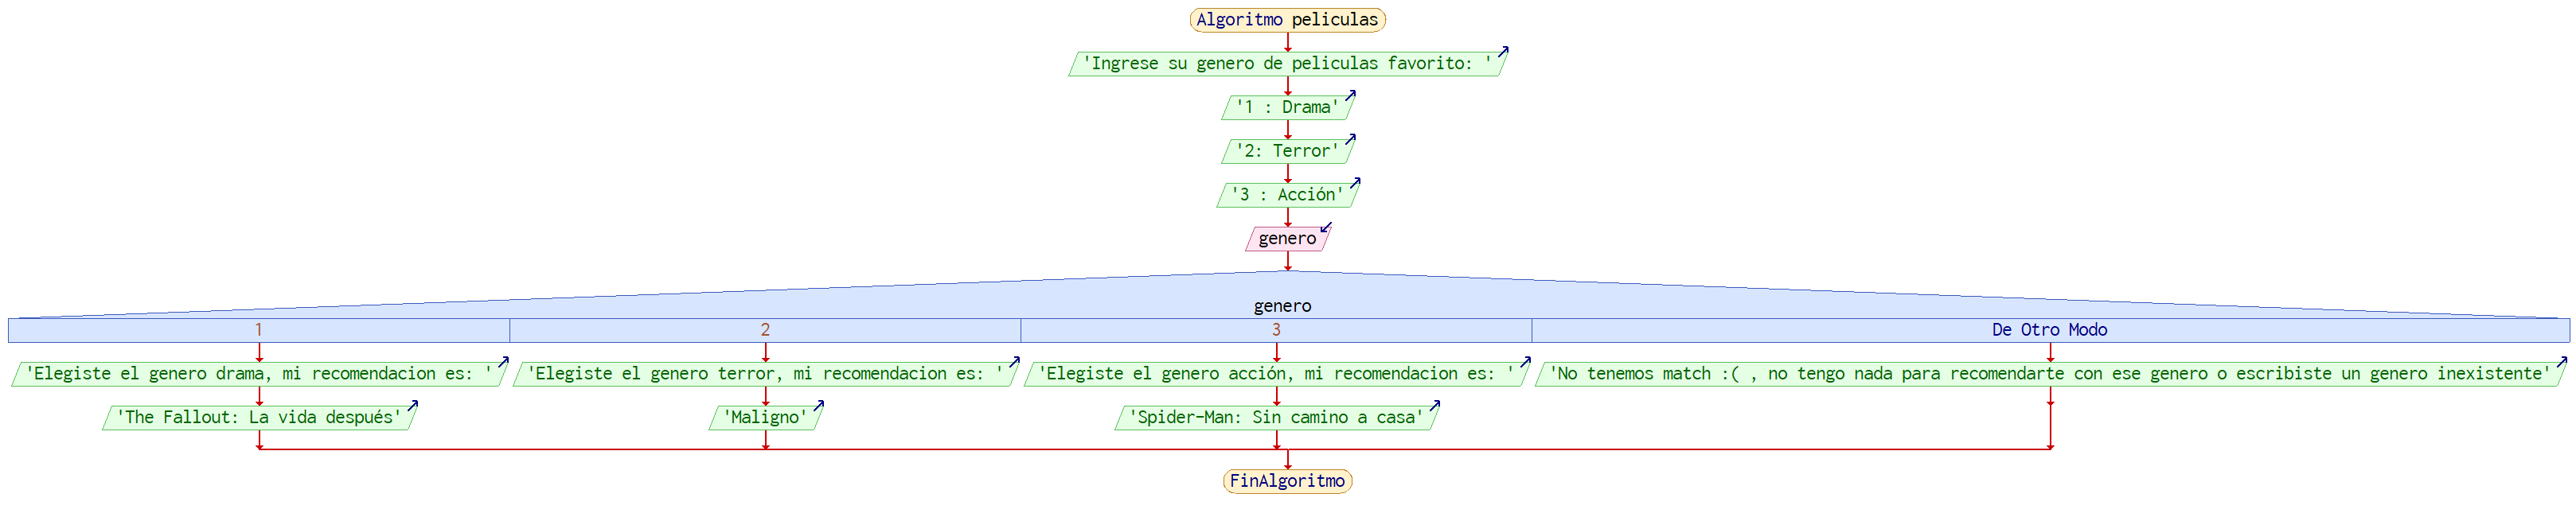 Algoritmo peliculas
'Ingrese su genero de peliculas favorito: '
'1 : Drama'
'2: Terror'
'3 : Acción'
genero
genero
1
2
3
De Otro Modo
'Elegiste el genero drama, mi recomendacion es: '
'Elegiste el genero terror, mi recomendacion es: '
'Elegiste el genero acción, mi recomendacion es: '
'No tenemos match :( , no tengo nada para recomendarte con ese genero o escribiste un genero inexistente'
'The Fallout: La vida después'
'Maligno'
'Spider-Man: Sin camino a casa'
FinAlgoritmo